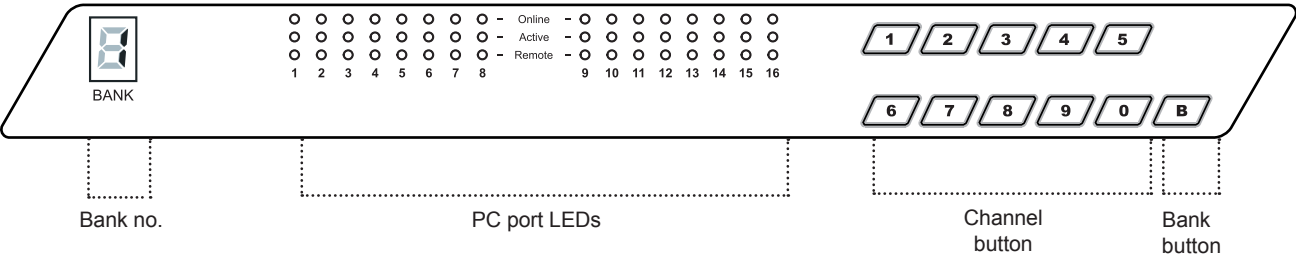 1
BANK
Online
Active
Remote
1 2 3 4 5 6 7 8 9 10 11 12 13 14 15 16
1 2 3 4 5
6 7 8 9 0 B
Bank no.
PC port LEDs
Channel
button
Bank
button